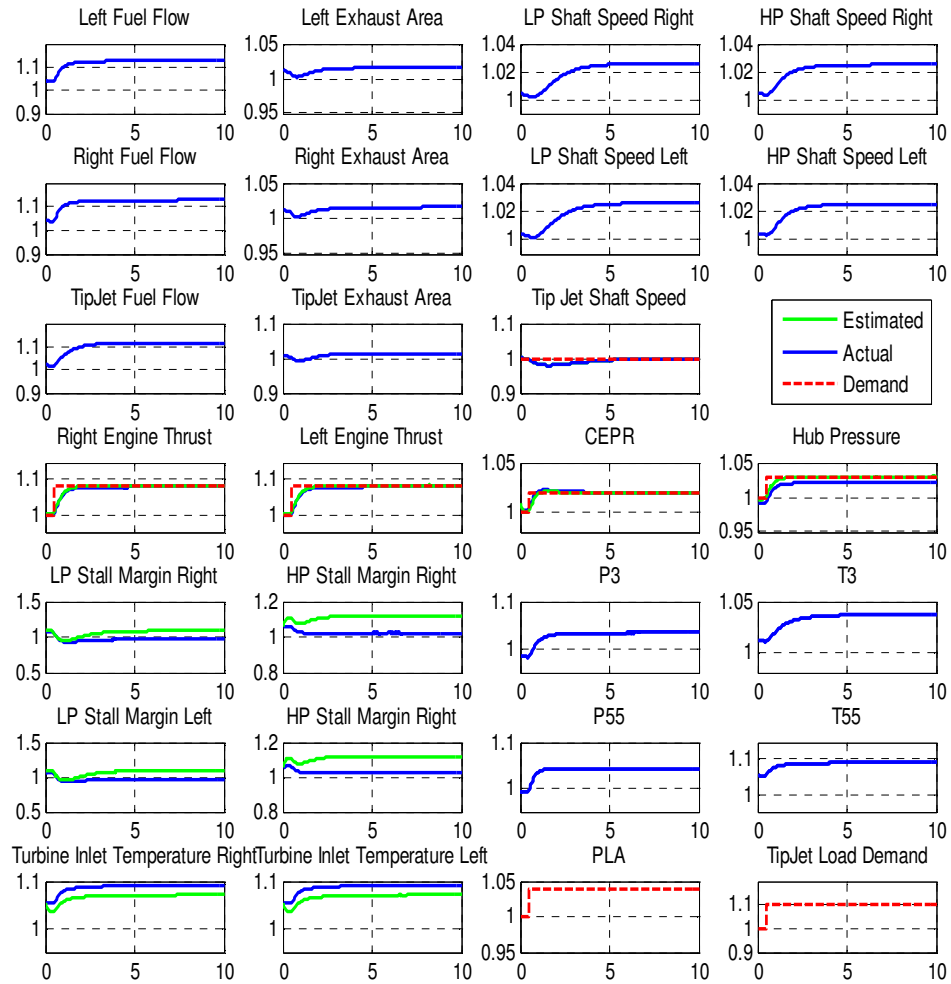 Left Fuel Flow Left Exhaust Area LP Shaft Speed Right HP Shaft Speed Right
1.1 1 0.9 1.05 1 0.95 1.04 1.02 1 1.04 1.02 1
0 5 10 0 5 10 0 5 10 0 5 10
Right Fuel Flow Right Exhaust Area LP Shaft Speed Left HP Shaft Speed Left
1.1 1 0.9 1.05 1 0.95 1.04 1.02 1 1.04 1.02 1
0 5 10 0 5 10 0 5 10 0 5 10
TipJet Fuel Flow TipJet Exhaust Area Tip Jet Shaft Speed
1.1 1 0.9 1.1 1 0.9 1.1 1 0.9
0 5 10 0 5 10 0 5 10
Estimated
Actual
Demand
Right Engine Thrust Left Engine Thrust CEPR Hub Pressure
1.1 1 1.1 1 1.05 1 1.05 1 0.95
0 5 10 0 5 10 0 5 10 0 5 10
LP Stall Margin Right HP Stall Margin Right P3 T3
1.5 1 0.5 1.2 1 0.8 1.1 1 1.05 1
0 5 10 0 5 10 0 5 10 0 5 10
LP Stall Margin Left HP Stall Margin Right P55 T55
1.5 1 0.5 1.2 1 0.8 1.1 1 1.1 1
0 5 10 0 5 10 0 5 10 0 5 10
Turbine Inlet Temperature Right Turbine Inlet Temperature Left PLA TipJet Load Demand
1.1 1 1.1 1 1.05 1 0.95 1.1 1 0.9
0 5 10 0 5 10 0 5 10 0 5 10